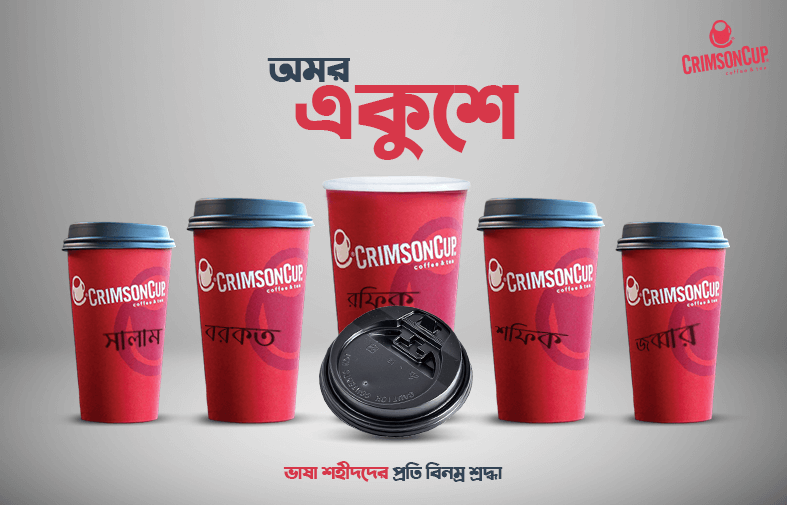 অমর
একুশে
CRIMSONCUP
coffee & tea
CRIMSONCUP
coffee & tea
সালাম
CRIMSONCUP
coffee & tea
বরকত
CRIMSONCUP
coffee & tea
রফিক
CRIMSONCUP
coffee & tea
শফিক
CRIMSONCUP
coffee & tea
জব্বার
ভাষা শহীদদের প্রতি বিনম্র শ্রদ্ধা